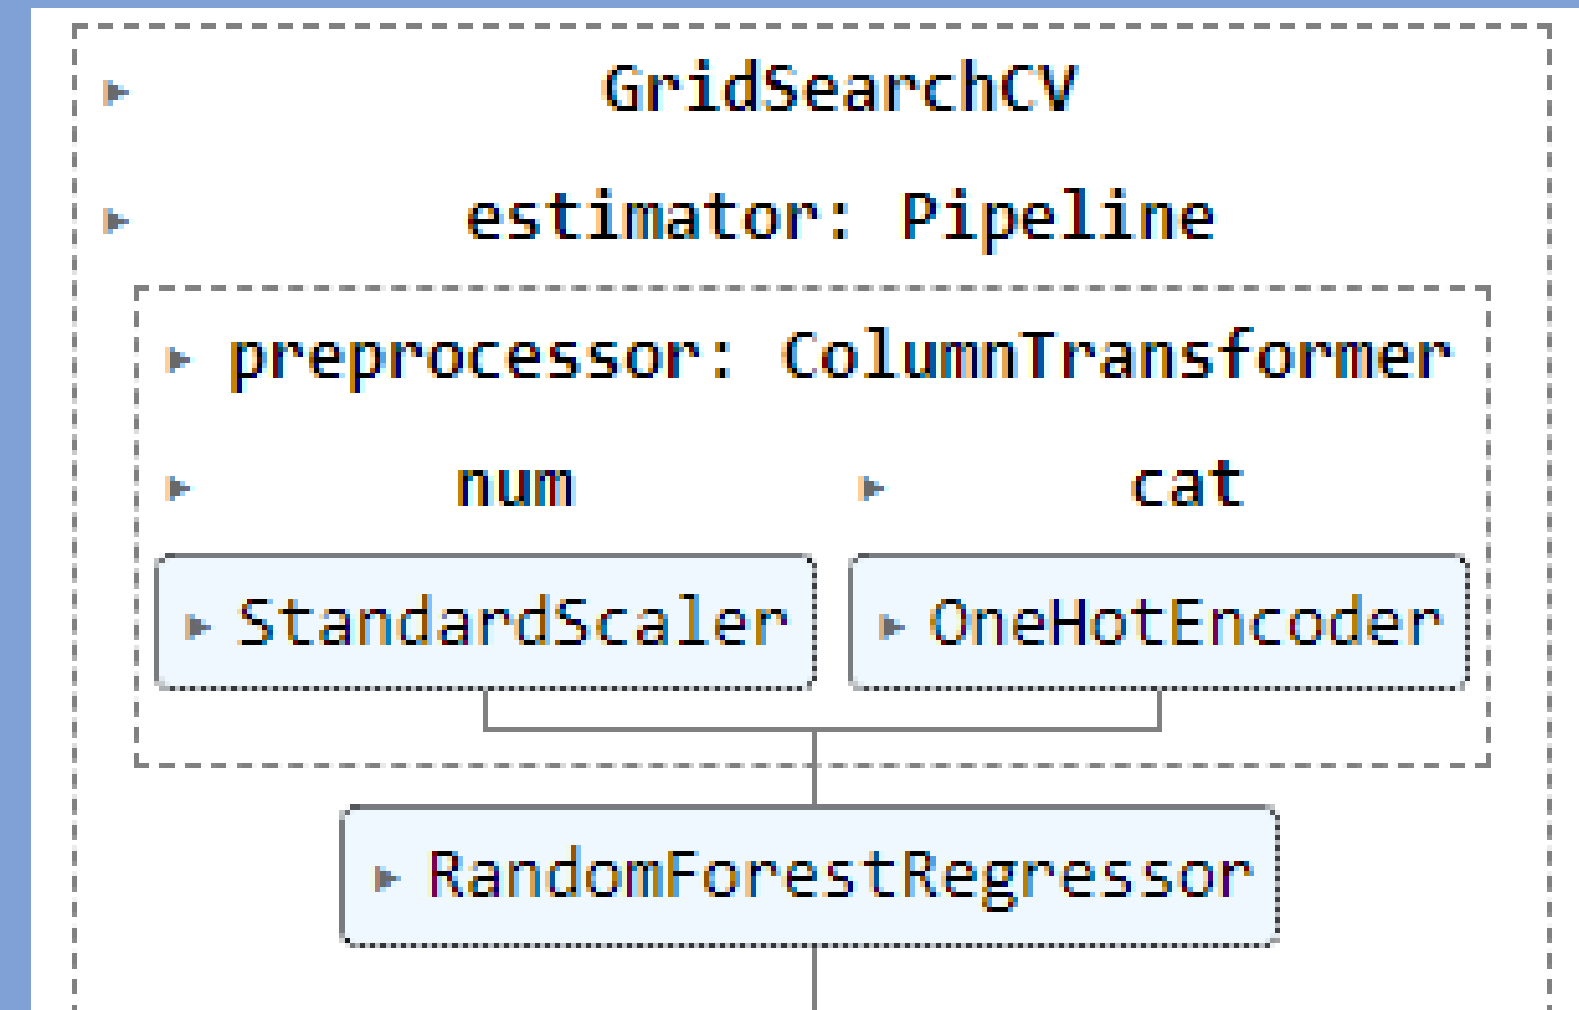 GridSearchCV
estimator: Pipeline
preprocessor: ColumnTransformer
num cat
StandardScaler OneHotEncoder
RandomForestRegressor